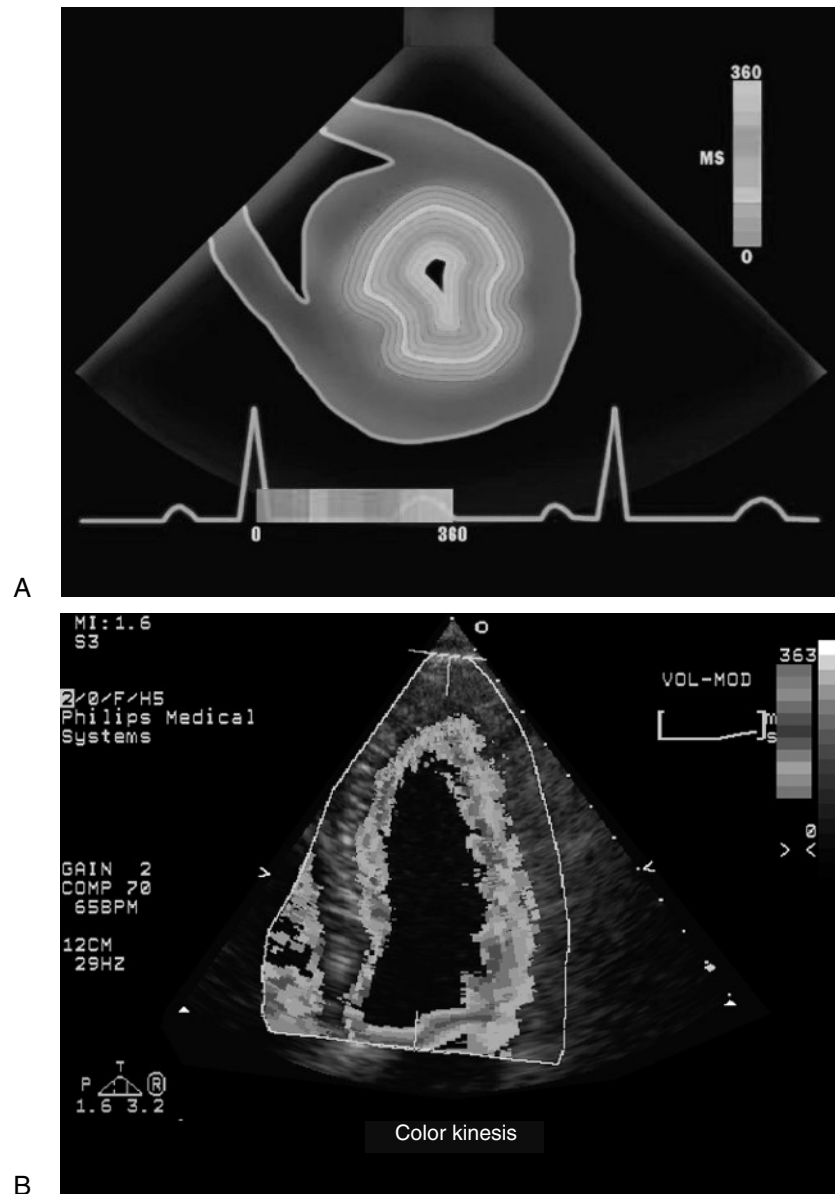 A
360
MS
0
0
360
MI:1.6
S3
2/0/F/H5
Philips Medical
Systems
GAIN 2
COMP 70
65BPM
12CM
29HZ
P T R
1.6 3.2
VOL-MOD
363
m
s
0
> <
Color kinesis
B